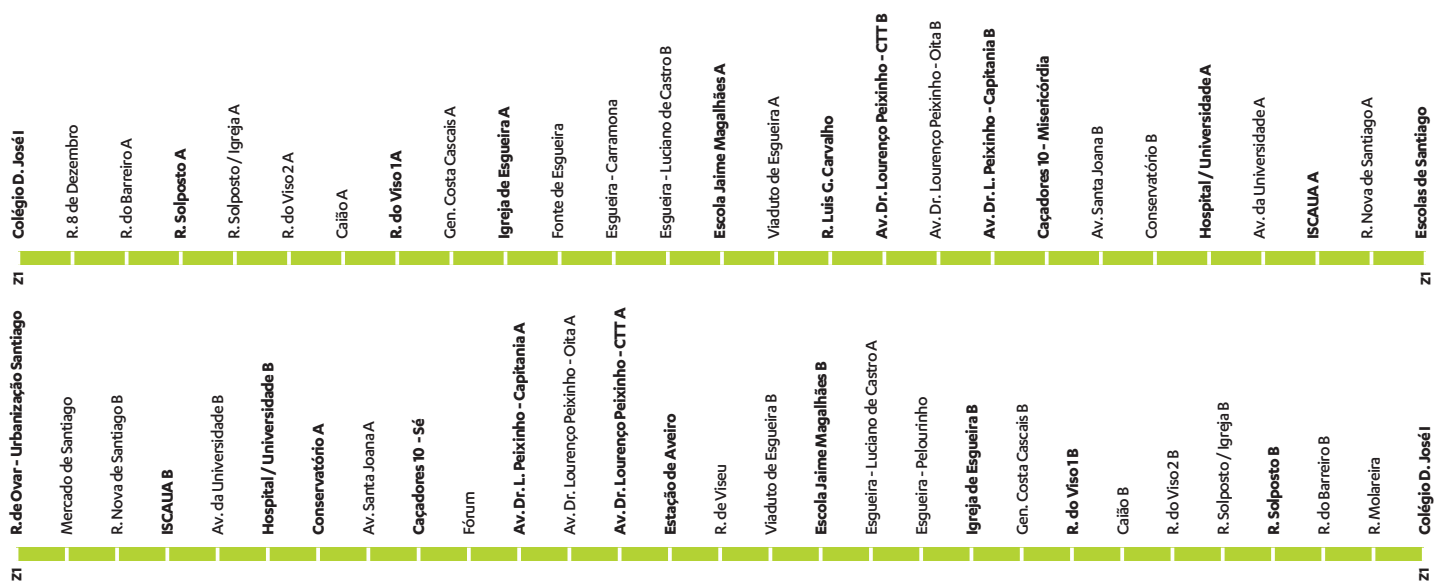 Colégio D. José I
R. 8 de Dezembro
R. do Barreiro A
R. Solposto A
R. Solposto / Igreja A
R. do Viso 2 A
Caião A
R. do Viso 1 A
Gen. Costa Cascais A
Igreja de Esgueira A
Fonte de Esgueira
Esgueira - Carramona
Esgueira - Luciano de Castro B
Escola Jaime Magalhães A
Viaduto de Esgueira A
R. Luis G. Carvalho
Av. Dr. Lourenço Peixinho - CTT B
Av. Dr. Lourenço Peixinho - Oita B
Av. Dr. L. Peixinho - Capitania B
Caçadores 10 - Misericórdia
Av. Santa Joana B
Conservatório B
Hospital / Universidade A
Av. da Universidade A
ISCAUA A
R. Nova de Santiago A
Escolas de Santiago
Z1
Z1
R. de Ovar - Urbanização Santiago
Mercado de Santiago
R. Nova de Santiago B
ISCAUA B
Av. da Universidade B
Hospital / Universidade B
Conservatório A
Av. Santa Joana A
Caçadores 10 - Sé
Fórum
Av. Dr. L. Peixinho - Capitania A
Av. Dr. Lourenço Peixinho - Oita A
Av. Dr. Lourenço Peixinho - CTT A
Estação de Aveiro
R. de Viseu
Viaduto de Esgueira B
Escola Jaime Magalhães B
Esgueira - Luciano de Castro A
Esgueira - Pelourinho
Igreja de Esgueira B
Gen. Costa Cascais B
R. do Viso 1 B
Caião B
R. do Viso 2 B
R. Solposto / Igreja B
R. Solposto B
R. do Barreiro B
R. Molareira
Colégio D. José I
Z1
Z1